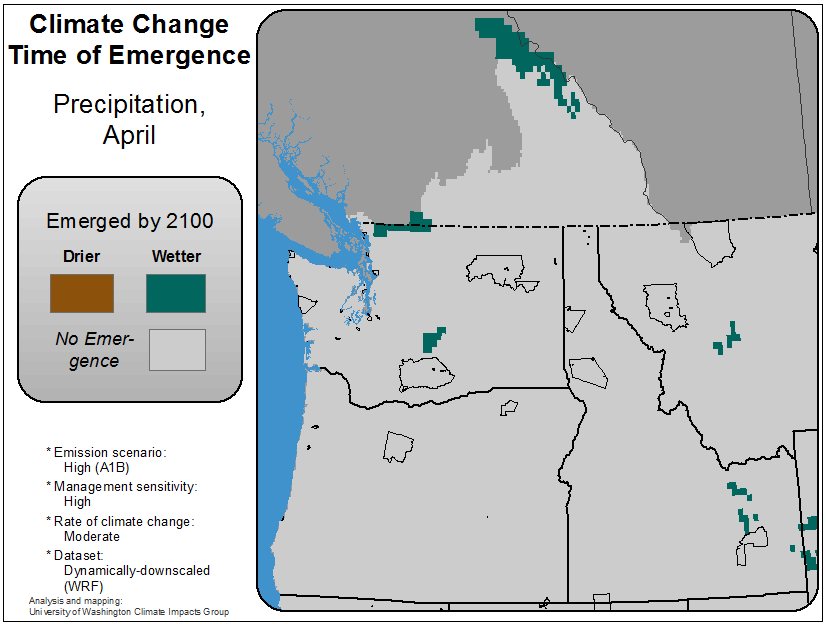 Climate Change
Time of Emergence
Precipitation,
April
Emerged by 2100
Drier Wetter
No Emer-
gence
* Emission scenario:
High (A1B)
* Management sensitivity:
High
* Rate of climate change:
Moderate
* Dataset:
Dynamically-downscaled
(WRF)
Analysis and mapping:
University of Washington Climate Impacts Group